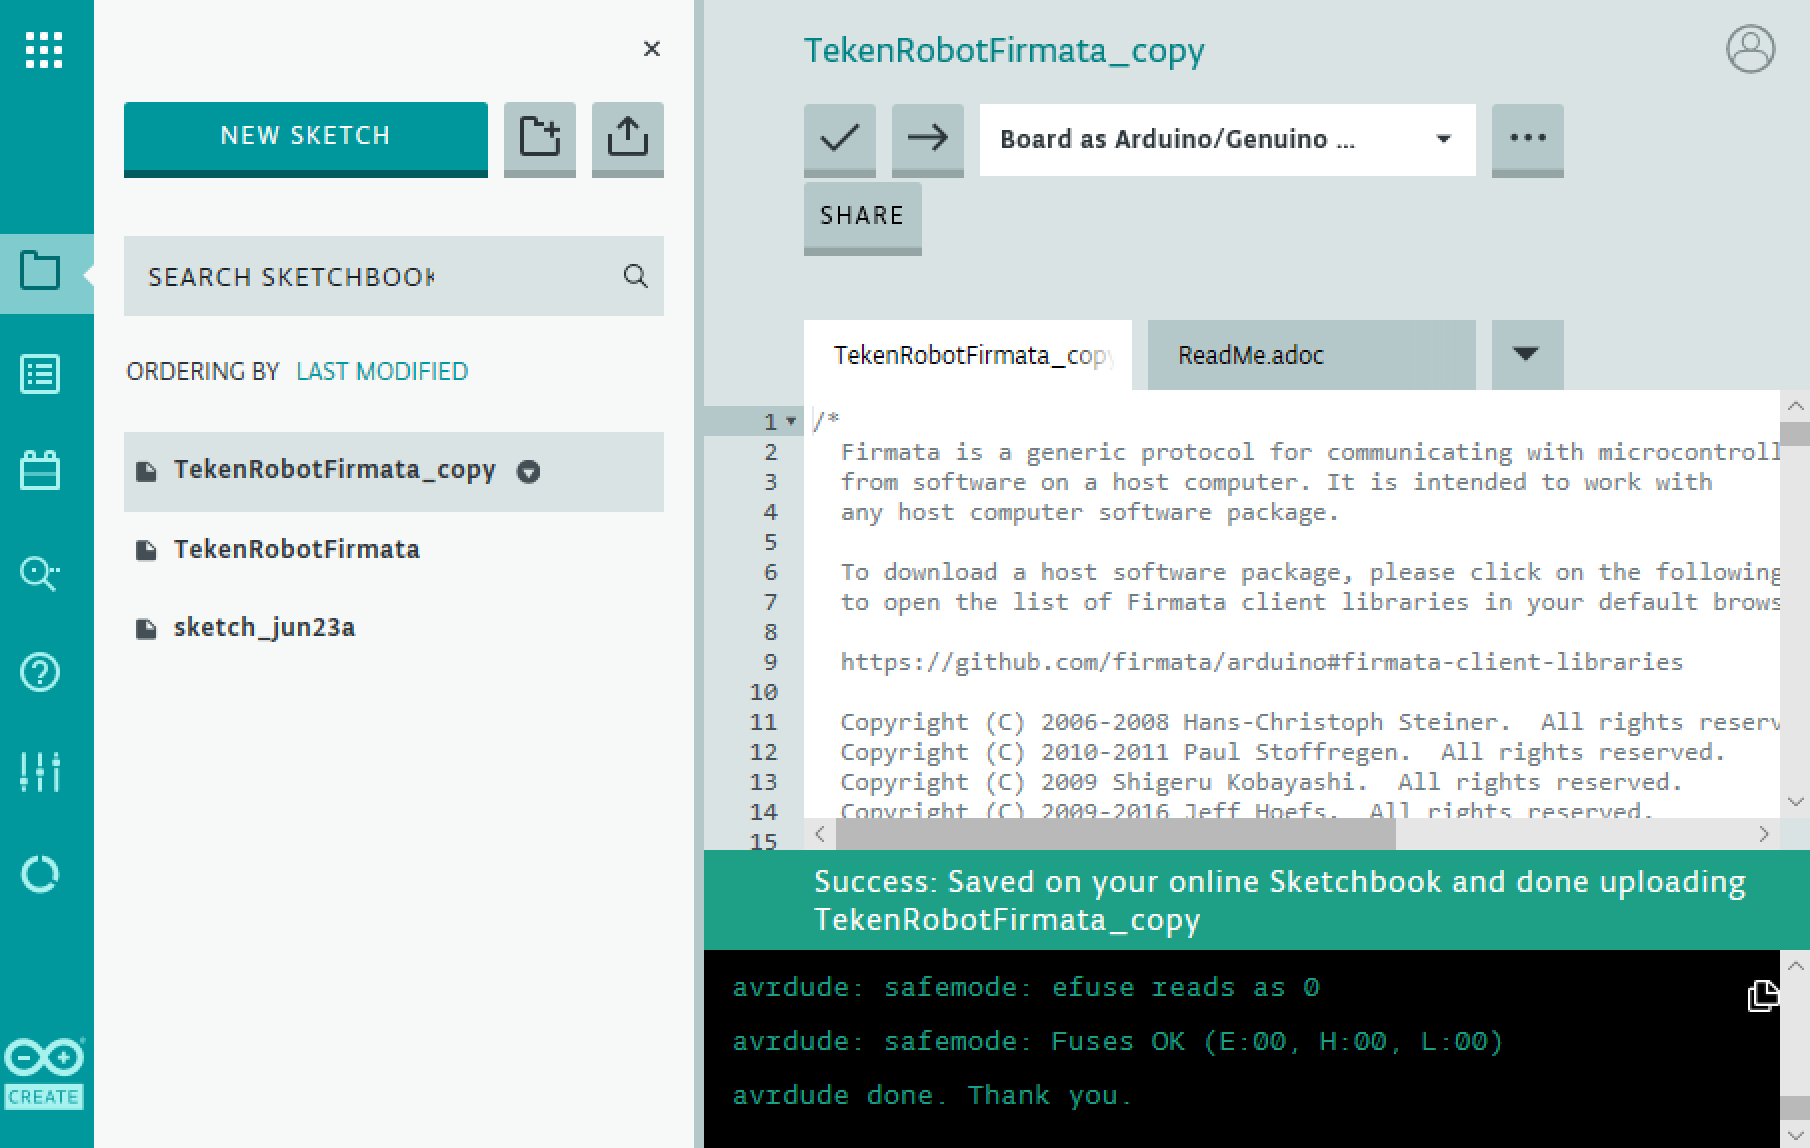 NEW SKETCH
SEARCH SKETCHBOOK
ORDERING BY LAST MODIFIED
TekenRobotFirmata_copy
TekenRobotFirmata
sketch_jun23a
CREATE
TekenRobotFirmata_copy
Board as Arduino/Genuino ...
SHARE
TekenRobotFirmata_copy
ReadMe.adoc
1 /*
2 Firmata is a generic protocol for communicating with microcontroll
3 from software on a host computer. It is intended to work with
4 any host computer software package.
5
6 To download a host software package, please click on the following
7 to open the list of Firmata client libraries in your default brows
8
9 https://github.com/firmata/arduino#firmata-client-libraries
10
11 Copyright (C) 2006-2008 Hans-Christoph Steiner.  All rights reserv
12 Copyright (C) 2010-2011 Paul Stoffregen.  All rights reserved.
13 Copyright (C) 2009 Shigeru Kobayashi.  All rights reserved.
14 Copyright (C) 2009-2016 Jeff Hoefs.  All rights reserved.
15
Success: Saved on your online Sketchbook and done uploading
TekenRobotFirmata_copy
avrdude: safemode: efuse reads as 0
avrdude: safemode: Fuses OK (E:00, H:00, L:00)
avrdude done. Thank you.